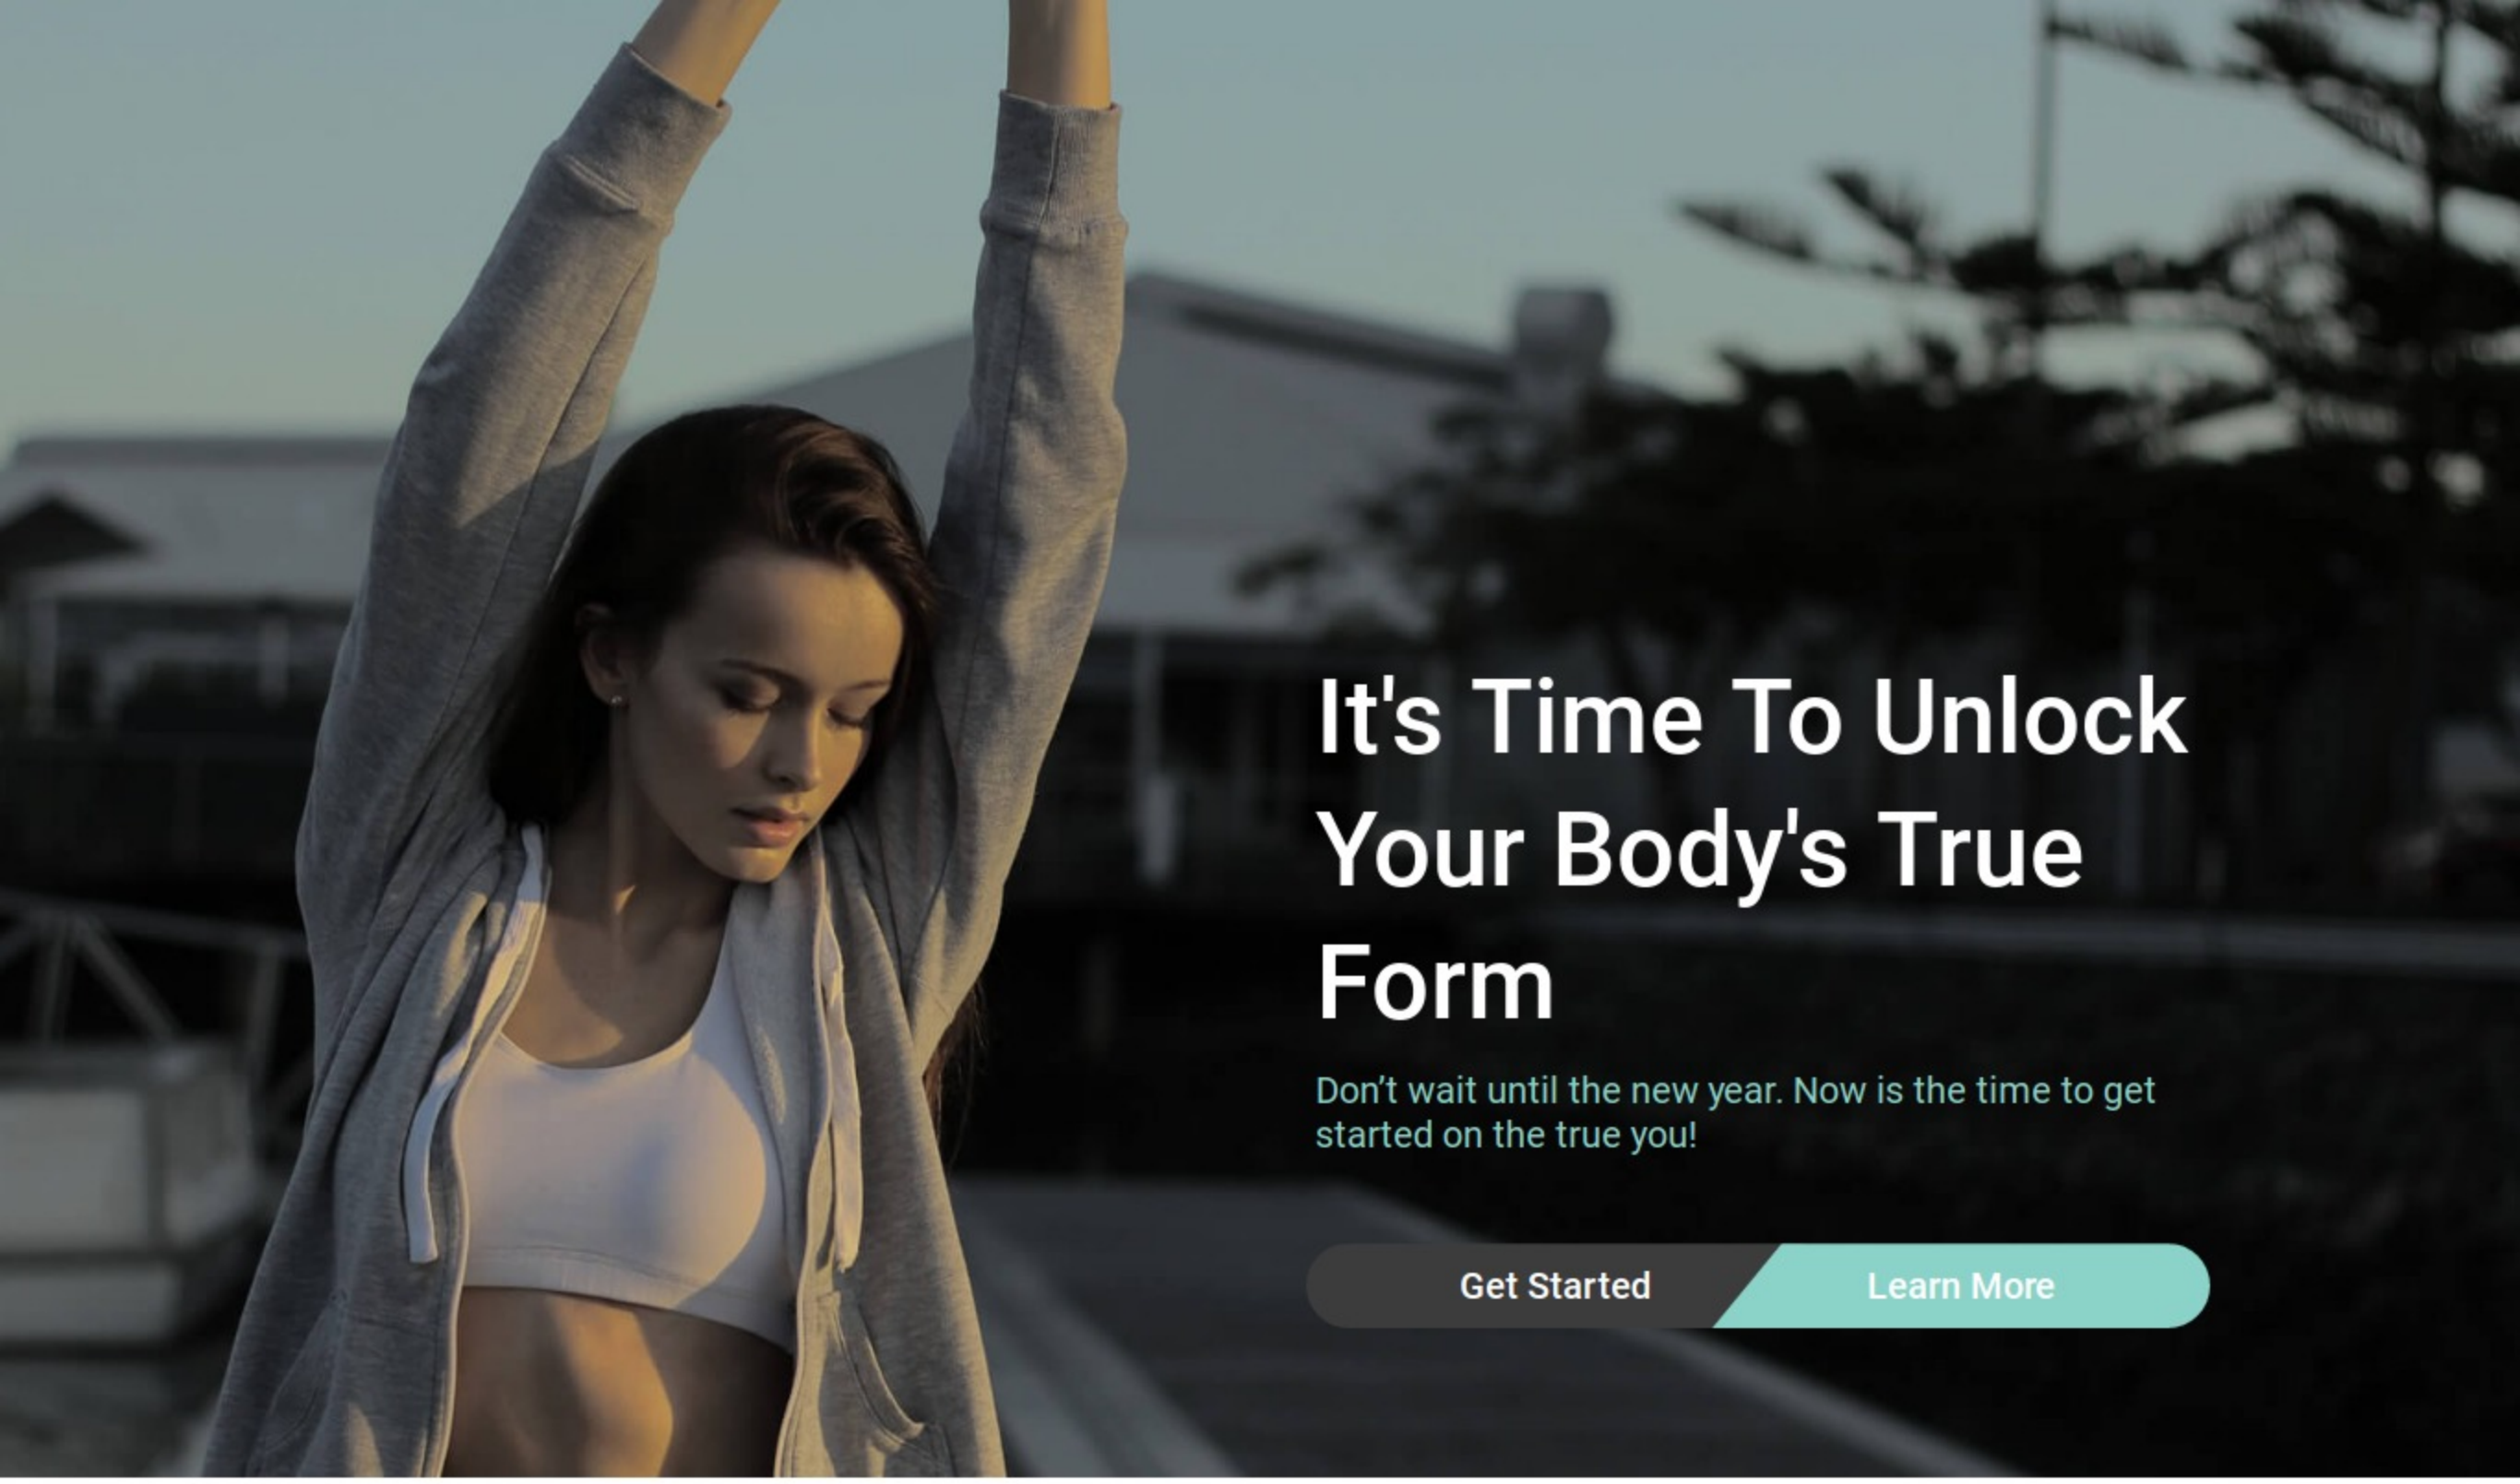 It's Time To Unlock
Your Body's True
Form
Don’t wait until the new year. Now is the time to get
started on the true you!
Get Started
Learn More